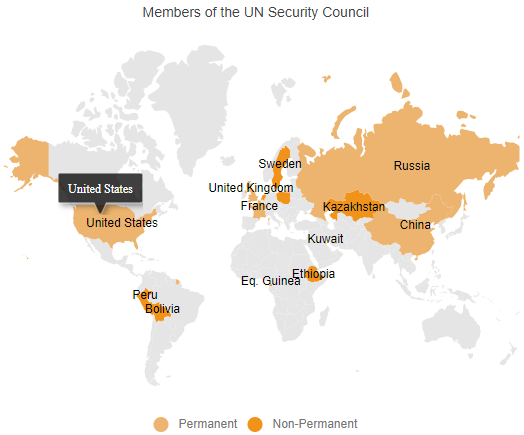 Members of the UN Security Council
Sweden
Russia
United States
United Kingdom
France
Kazakhstan
United States
China
Kuwait
Ethiopia
Eq. Guinea
Peru
Bolivia
Permanent
Non-Permanent